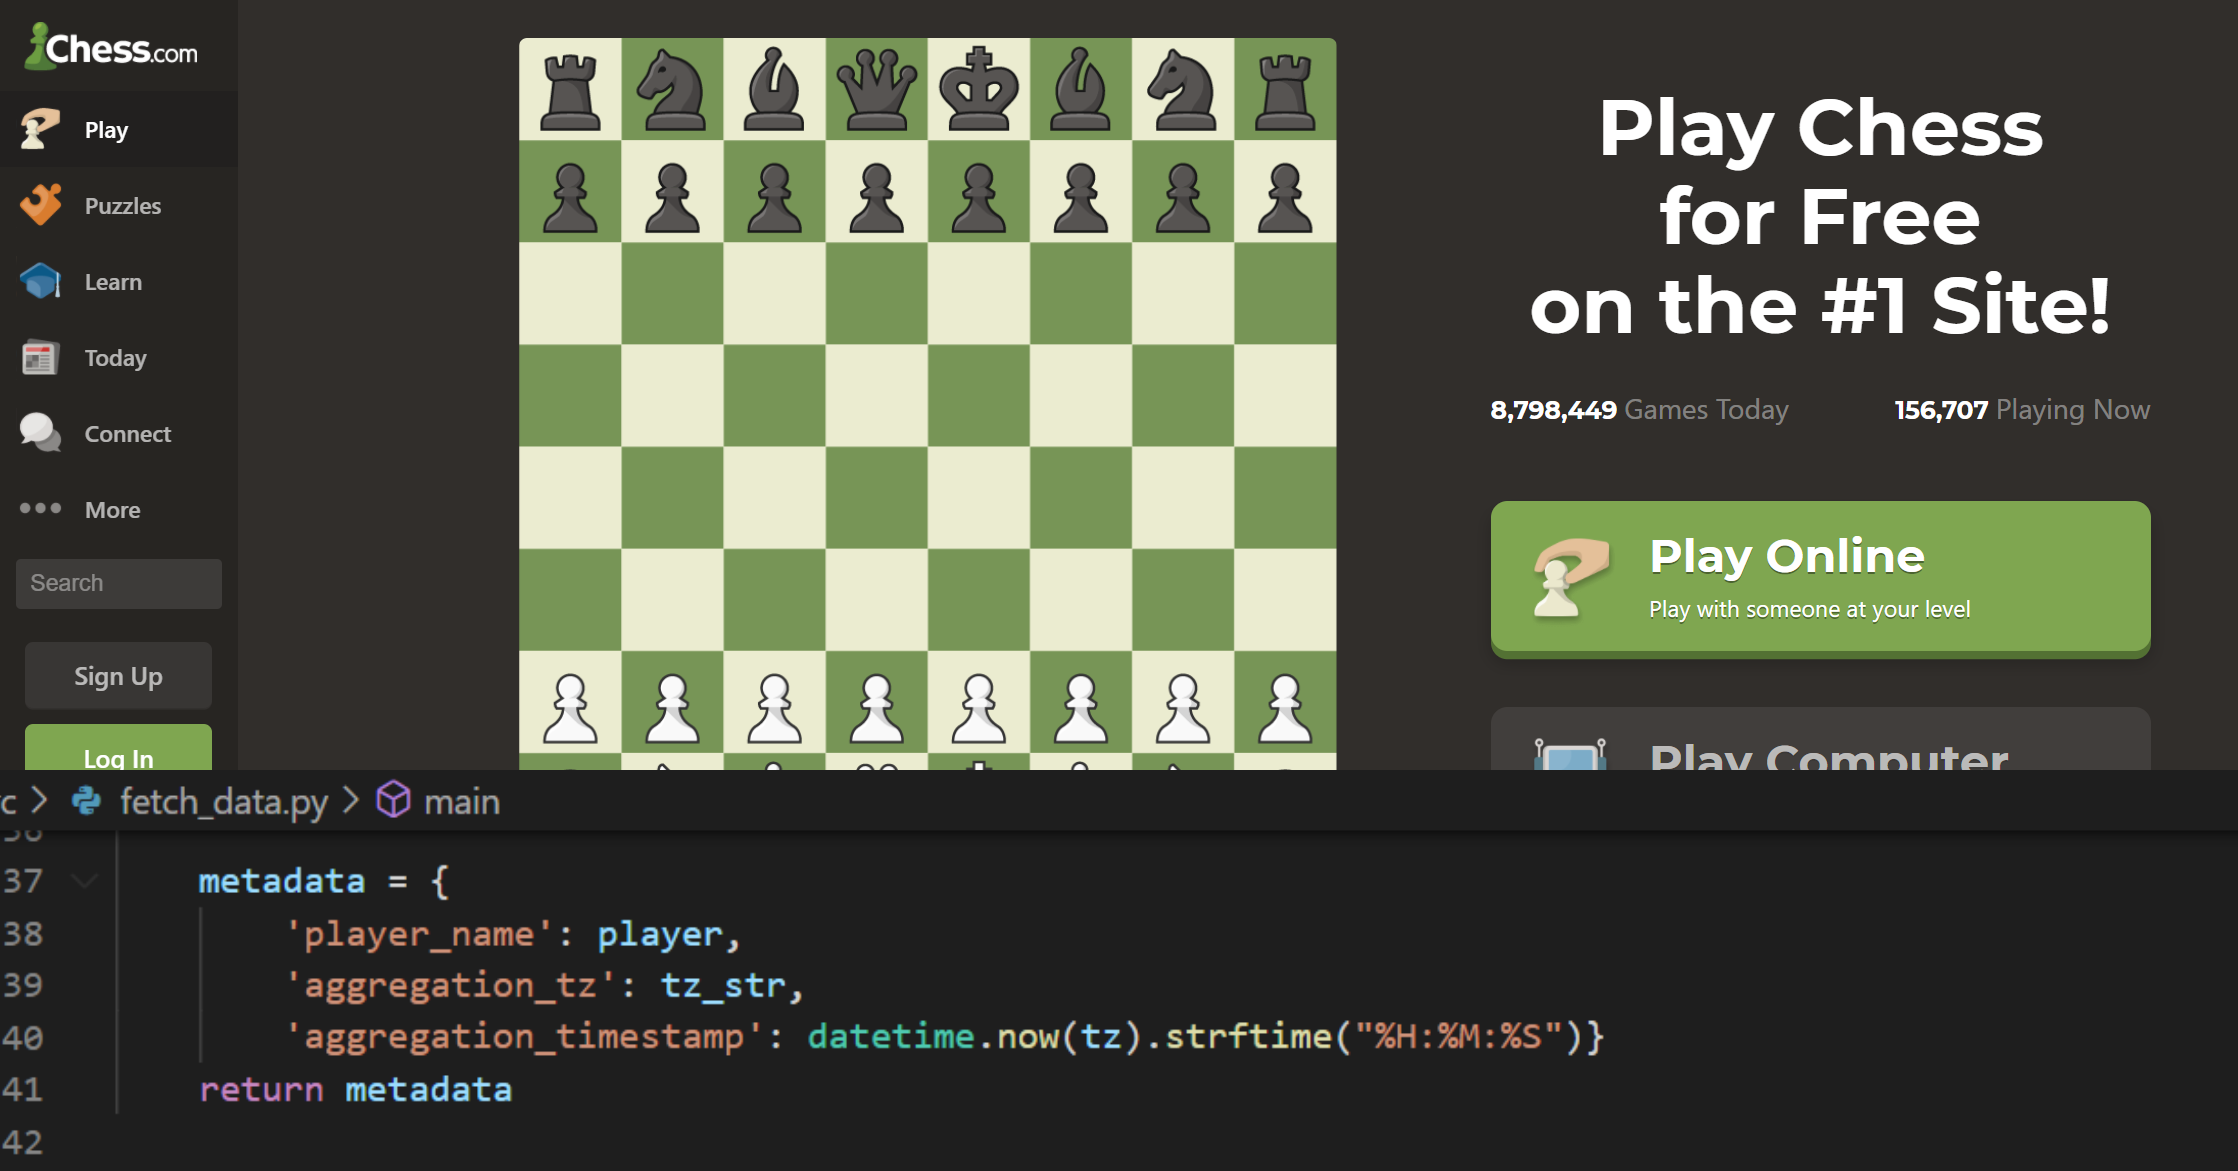 Chess.com
Play
Puzzles
Learn
Today
Connect
More
Search
Sign Up
Log In
Play Chess
for Free
on the #1 Site!
8,798,449 Games Today
156,707 Playing Now
Play Online
Play with someone at your level
Play Computer
c > fetch_data.py > main
36
37 metadata = {
38 'player_name': player,
39 'aggregation_tz': tz_str,
40 'aggregation_timestamp': datetime.now(tz).strftime("%H:%M:%S")}
41 return metadata
42